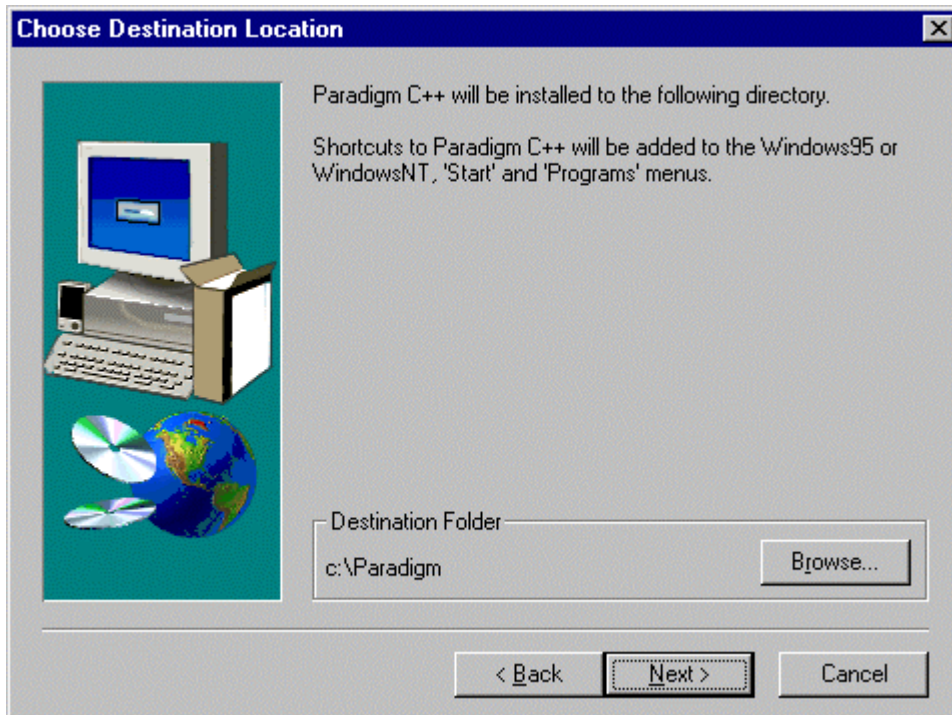 Choose Destination Location
Paradigm C++ will be installed to the following directory.
Shortcuts to Paradigm C++ will be added to the Windows95 or
WindowsNT, 'Start' and 'Programs' menus.
Destination Folder
c:\Paradigm
Browse...
< Back
Next >
Cancel